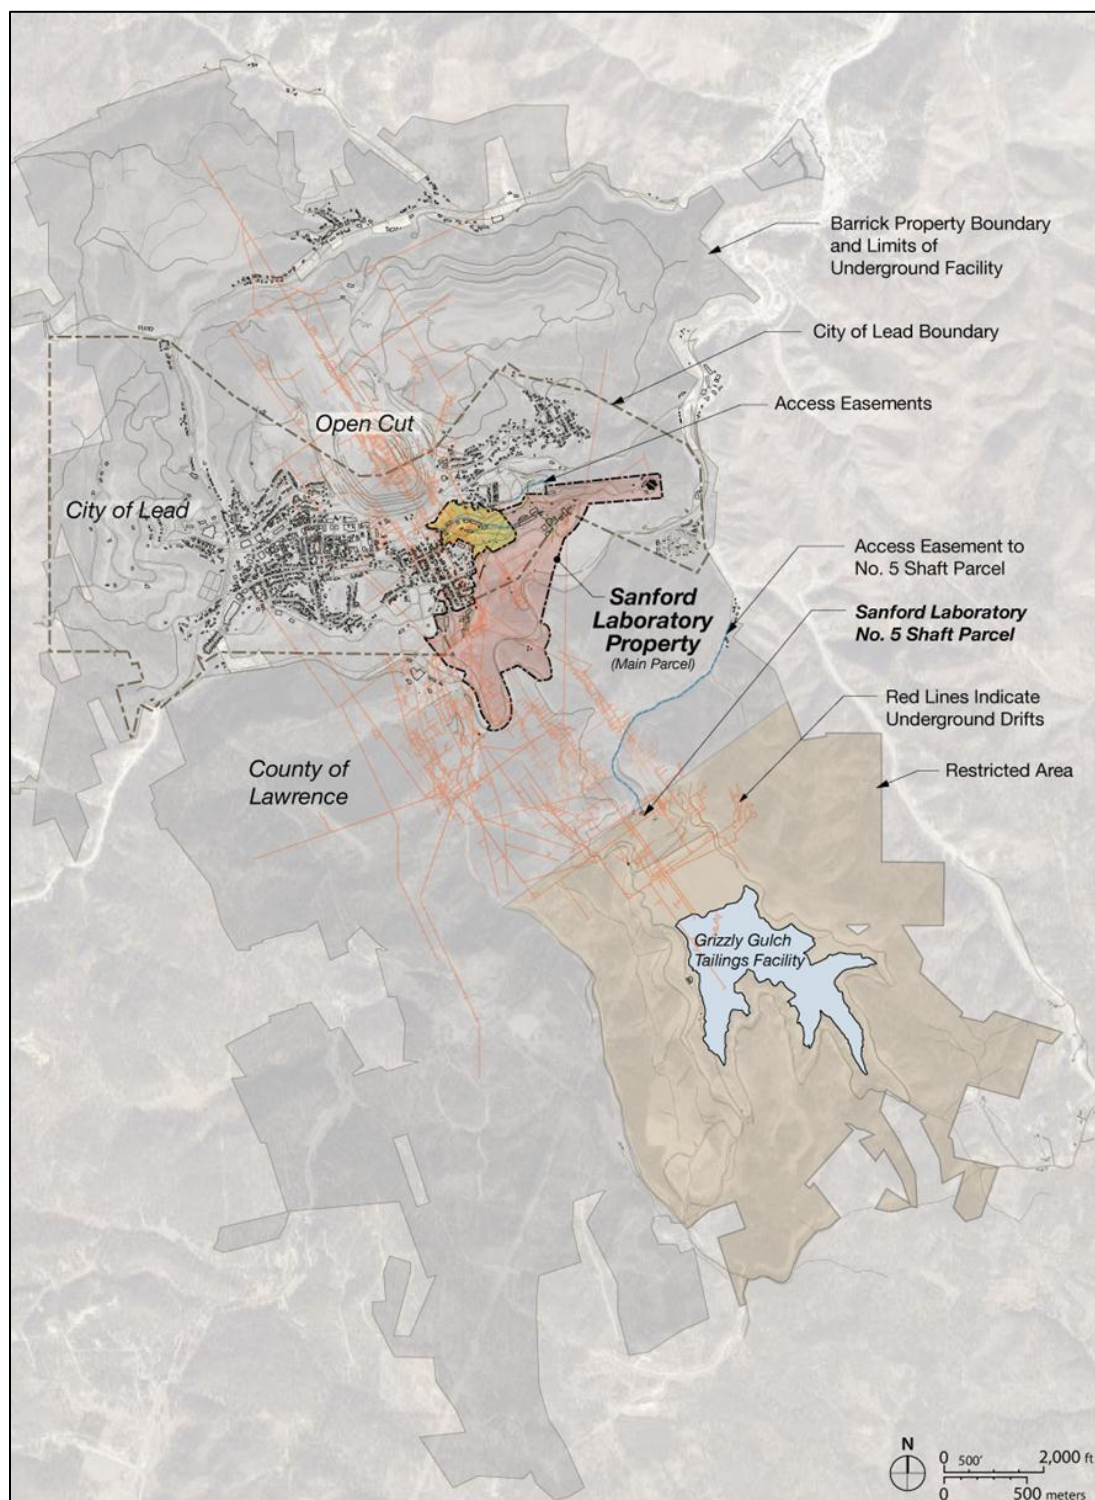 Barrick Property Boundary
and Limits of
Underground Facility
City of Lead Boundary
Access Easements
Open Cut
City of Lead
Access Easement to
No. 5 Shaft Parcel
Sanford
Laboratory
Property
(Main Parcel)
Sanford Laboratory
No. 5 Shaft Parcel
Red Lines Indicate
Underground Drifts
County of
Lawrence
Restricted Area
Grizzly Gulch
Tailings Facility
N
0 500' 2,000 ft
0 500 meters